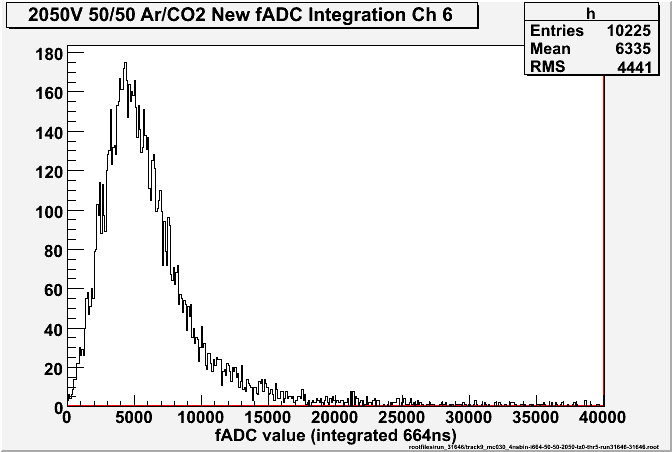 2050V 50/50 Ar/CO2 New fADC Integration Ch 6
h
Entries 10225
Mean 6335
RMS 4441
180
160
140
120
100
80
60
40
20
0
0 5000 10000 15000 20000 25000 30000 35000 40000
fADC value (integrated 664ns)